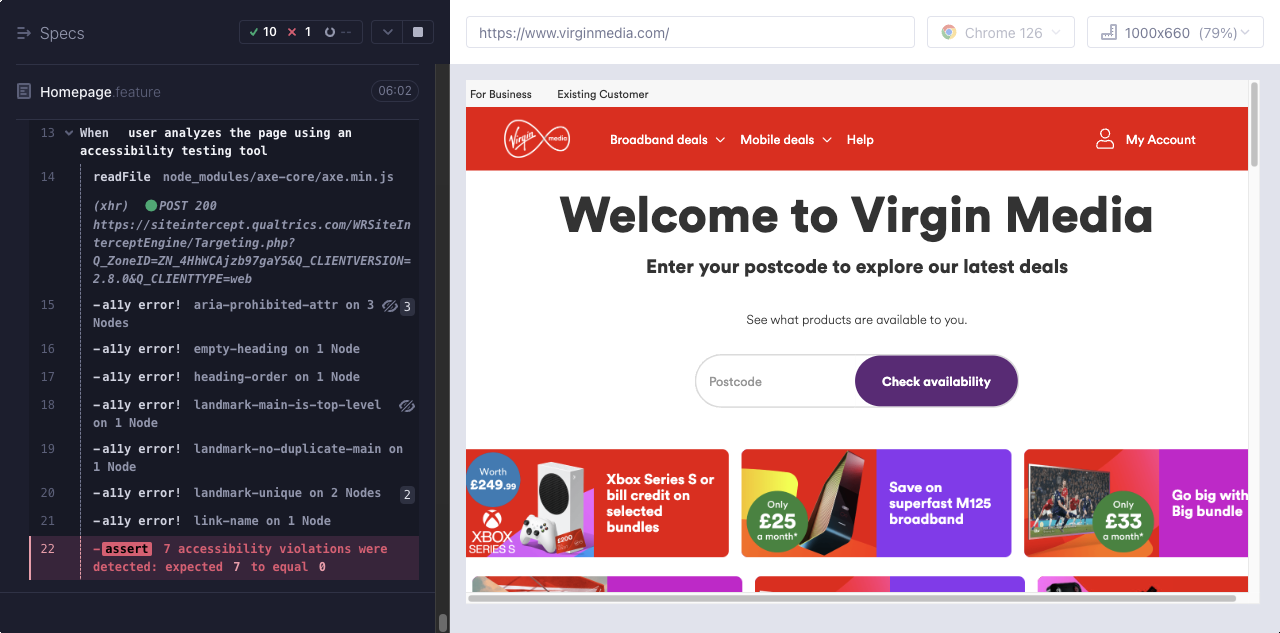 Specs
10 1 --
https://www.virginmedia.com/
Chrome 126
1000x660 (79%)
Homepage.feature
06:02
13 When user analyzes the page using an
accessibility testing tool
14 readFile node_modules/axe-core/axe.min.js
(xhr) POST 200
https://siteintercept.qualtrics.com/WRSiteIn
terceptEngine/Targeting.php?
Q_ZoneID=ZN_4HhWCAjzb97gaY5&Q_CLIENTVERSION=
2.8.0&Q_CLIENTTYPE=web
15 -a11y error! aria-prohibited-attr on 3 3
Nodes
16 -a11y error! empty-heading on 1 Node
17 -a11y error! heading-order on 1 Node
18 -a11y error! landmark-main-is-top-level
on 1 Node
19 -a11y error! landmark-no-duplicate-main on
1 Node
20 -a11y error! landmark-unique on 2 Nodes 2
21 -a11y error! link-name on 1 Node
22 -assert 7 accessibility violations were
detected: expected 7 to equal 0
For Business Existing Customer
Virgin media
Broadband deals Mobile deals Help
My Account
Welcome to Virgin Media
Enter your postcode to explore our latest deals
See what products are available to you.
Postcode
Check availability
Worth
£249.99
XBOX
SERIES S
£200
Xbox Series S or
bill credit on
selected
bundles
Only
£25
a month*
Save on
superfast M125
broadband
Only
£33
a month*
Go big with
Big bundle